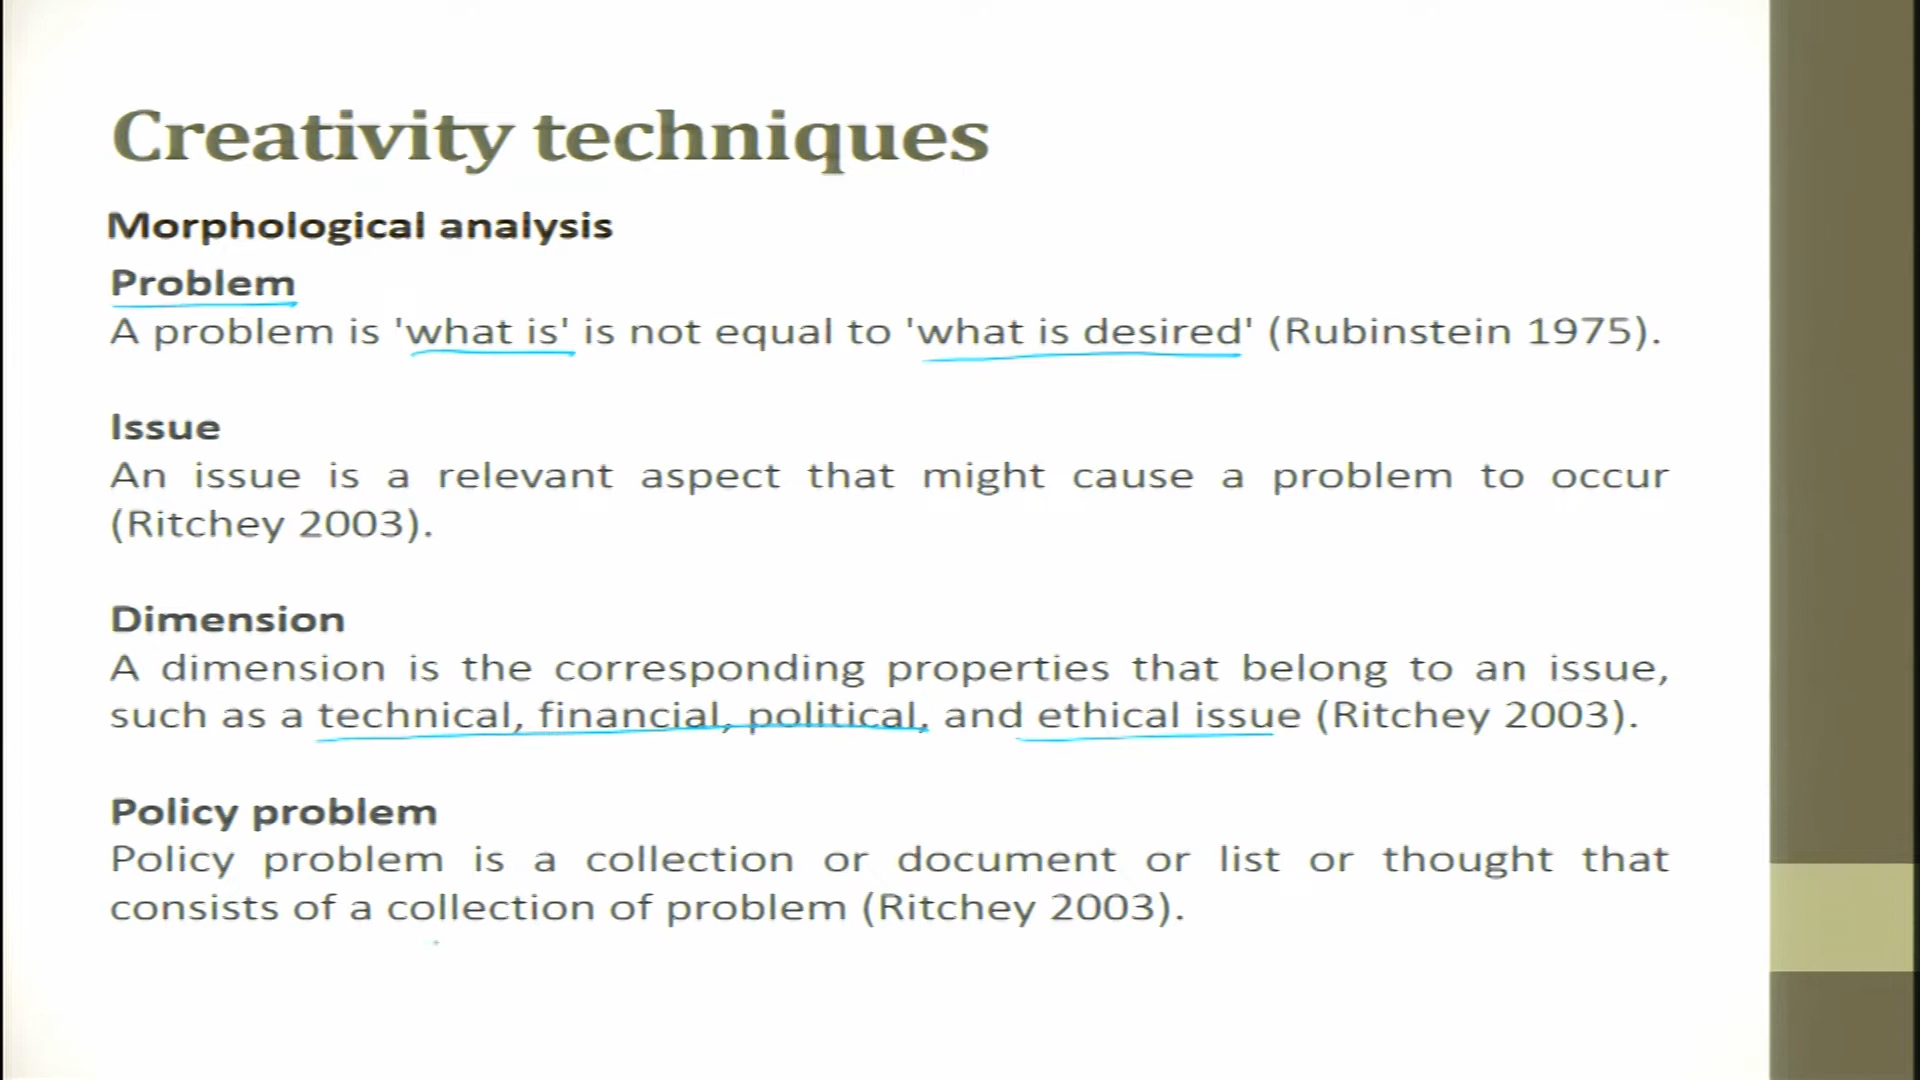 Creativity techniques
Morphological analysis
Problem
A problem is 'what is' is not equal to 'what is desired' (Rubinstein 1975).
Issue
An issue is a relevant aspect that might cause a problem to occur
(Ritchey 2003).
Dimension
A dimension is the corresponding properties that belong to an issue,
such as a technical, financial, political, and ethical issue (Ritchey 2003).
Policy problem
Policy problem is a collection or document or list or thought that
consists of a collection of problem (Ritchey 2003).